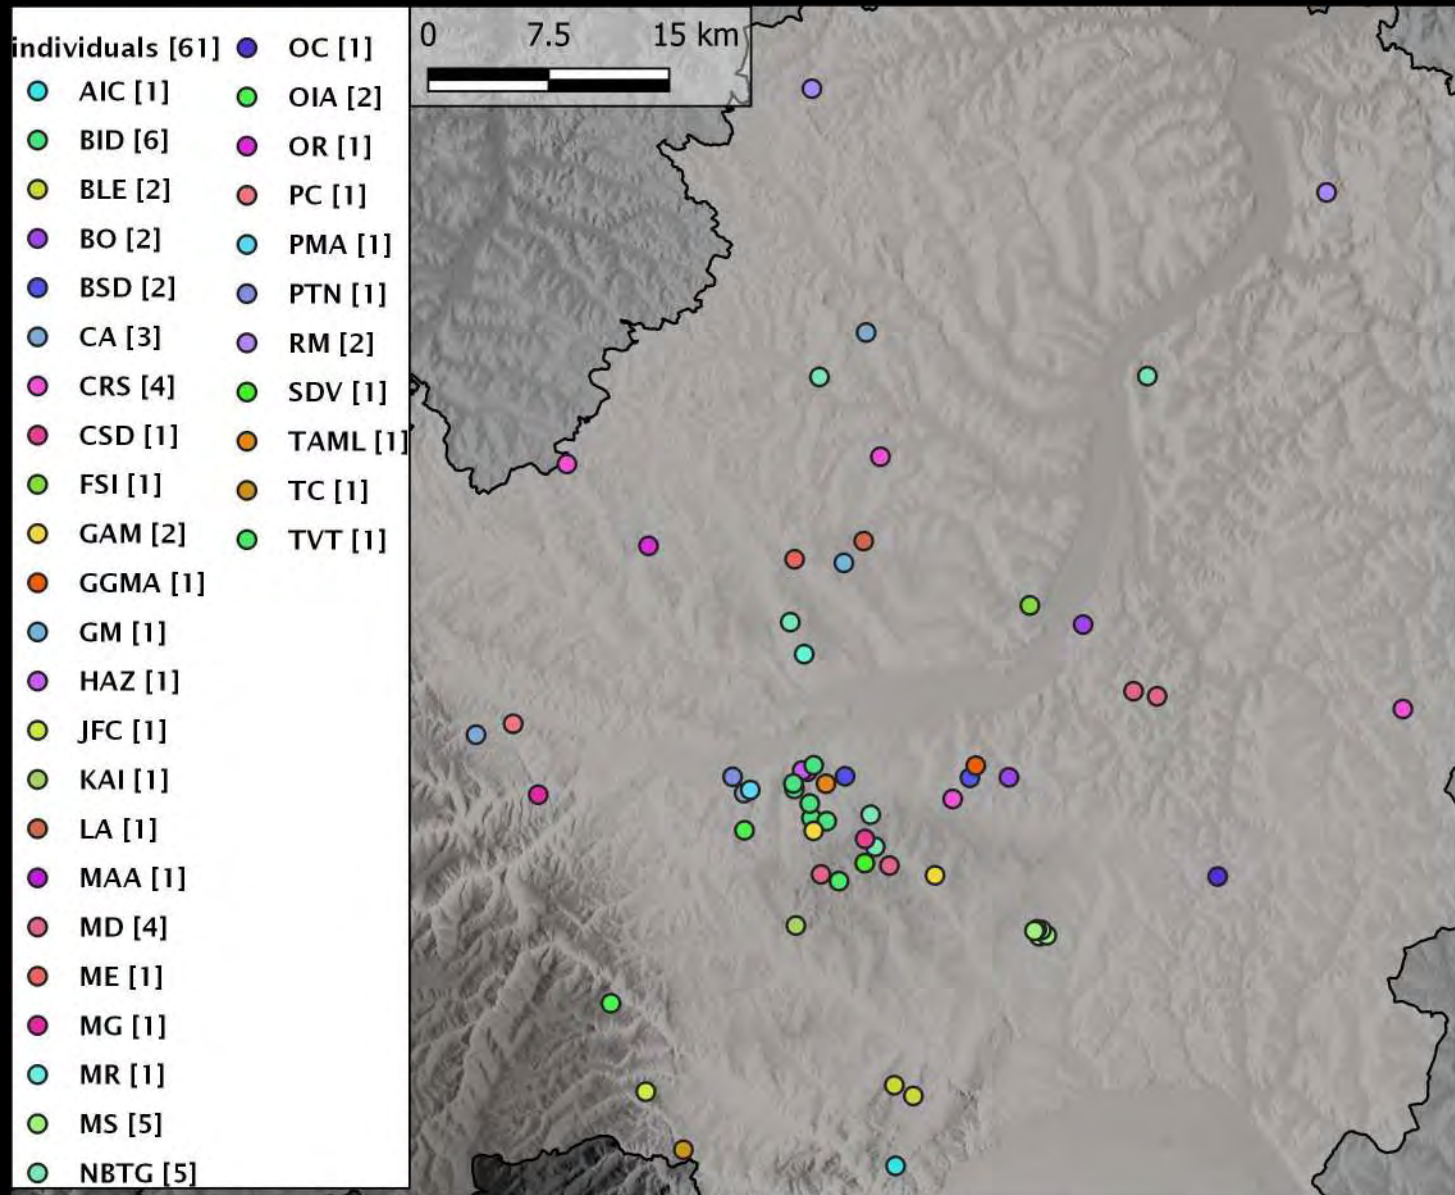 individuals [61]
AIC [1]
BID [6]
BLE [2]
BO [2]
BSD [2]
CA [3]
CRS [4]
CSD [1]
FSI [1]
GAM [2]
GGMA [1]
GM [1]
HAZ [1]
JFC [1]
KAI [1]
LA [1]
MAA [1]
MD [4]
ME [1]
MG [1]
MR [1]
MS [5]
NBTG [5]
OC [1]
OIA [2]
OR [1]
PC [1]
PMA [1]
PTN [1]
RM [2]
SDV [1]
TAML [1]
TC [1]
TVT [1]
0 7.5 15 km